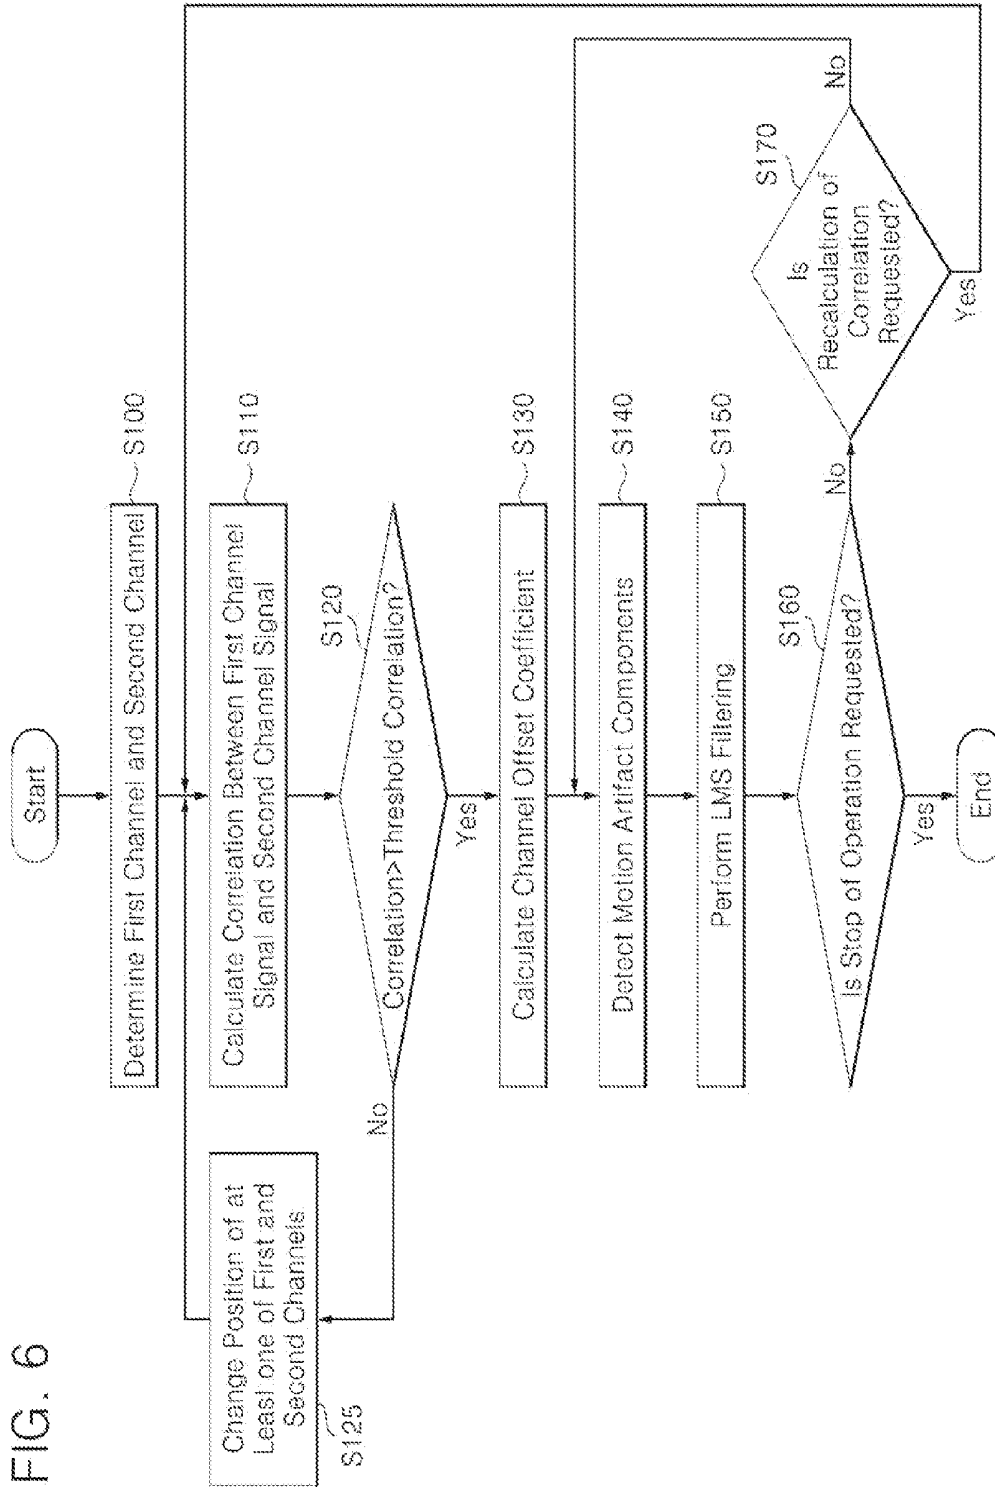 FIG. 6
Start
Determine First Channel and Second Channel
S100
Calculate Correlation Between First Channel
Signal and Second Channel Signal
S110
Correlation>Threshold Correlation?
S120
No
Yes
Change Position of at
Least one of First and
Second Channels
S125
Calculate Channel Offset Coefficient
S130
Detect Motion Artifact Components
S140
Perform LMS Filtering
S150
Is Stop of Operation Requested?
S160
No
Yes
Is
Recalculation of
Correlation
Requested?
S170
No
Yes
End